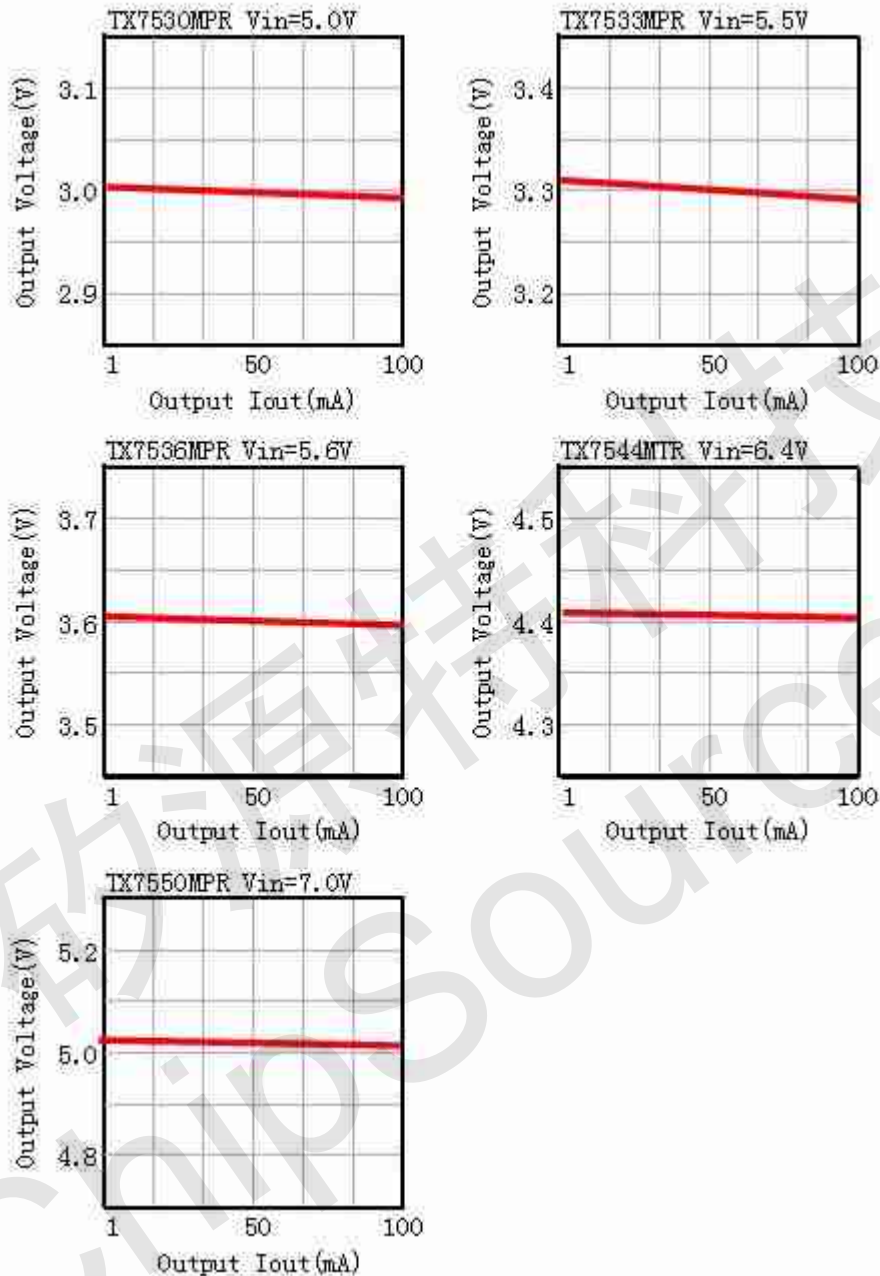 TX7530MPR Vin=5.0V
Output Voltage(V)
3.1
3.0
2.9
1 50 100
Output Iout(mA)
TX7533MPR Vin=5.5V
Output Voltage(V)
3.4
3.3
3.2
1 50 100
Output Iout(mA)
TX7536MPR Vin=5.6V
Output Voltage(V)
3.7
3.6
3.5
1 50 100
Output Iout(mA)
TX7544MTR Vin=6.4V
Output Voltage(V)
4.5
4.4
4.3
1 50 100
Output Iout(mA)
TX7550MPR Vin=7.0V
Output Voltage(V)
5.2
5.0
4.8
1 50 100
Output Iout(mA)
源特科技
ChipSource